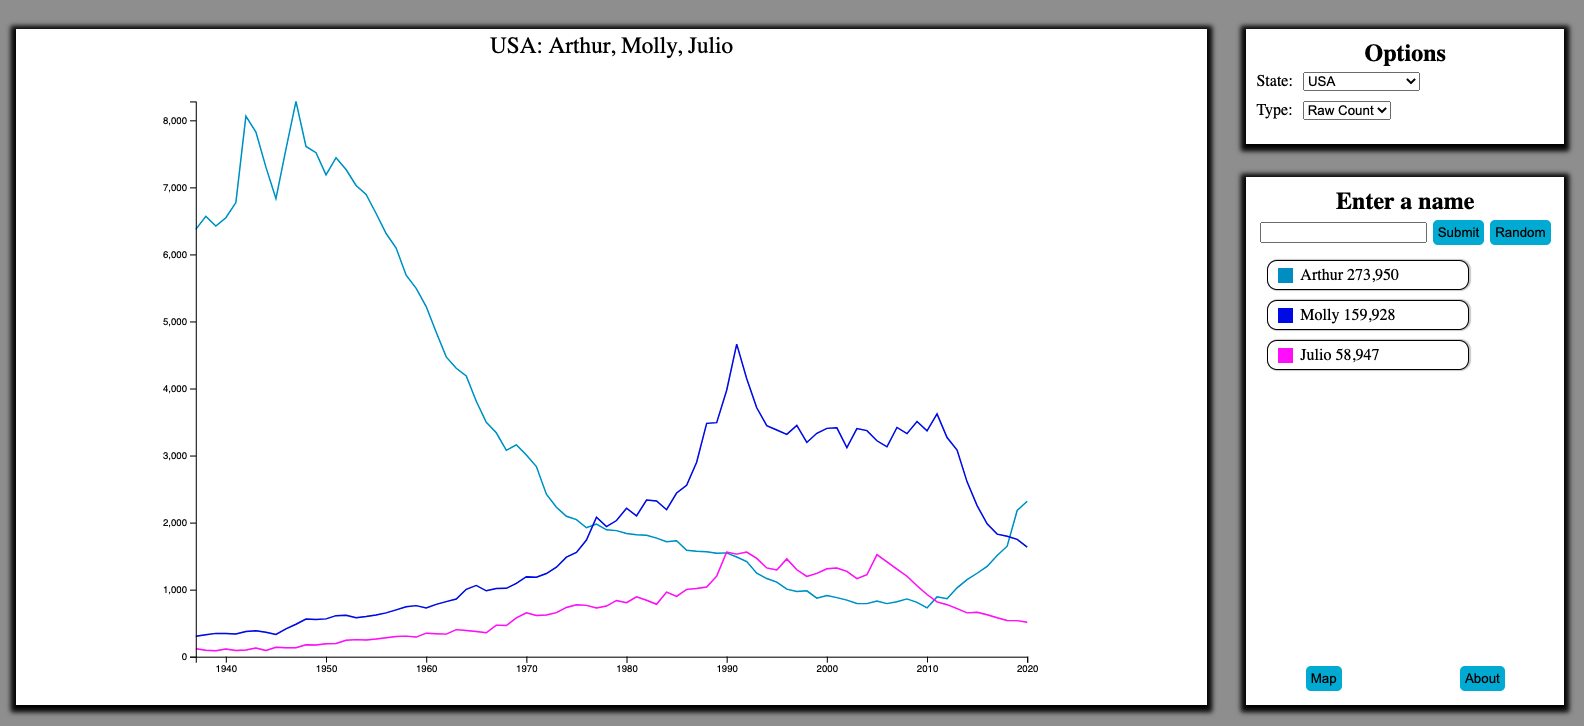 USA: Arthur, Molly, Julio
8,000
7,000
6,000
5,000
4,000
3,000
2,000
1,000
0
1940 1950 1960 1970 1980 1990 2000 2010 2020
Options
State: USA
Type: Raw Count
Enter a name
Submit Random
Arthur 273,950
Molly 159,928
Julio 58,947
Map About